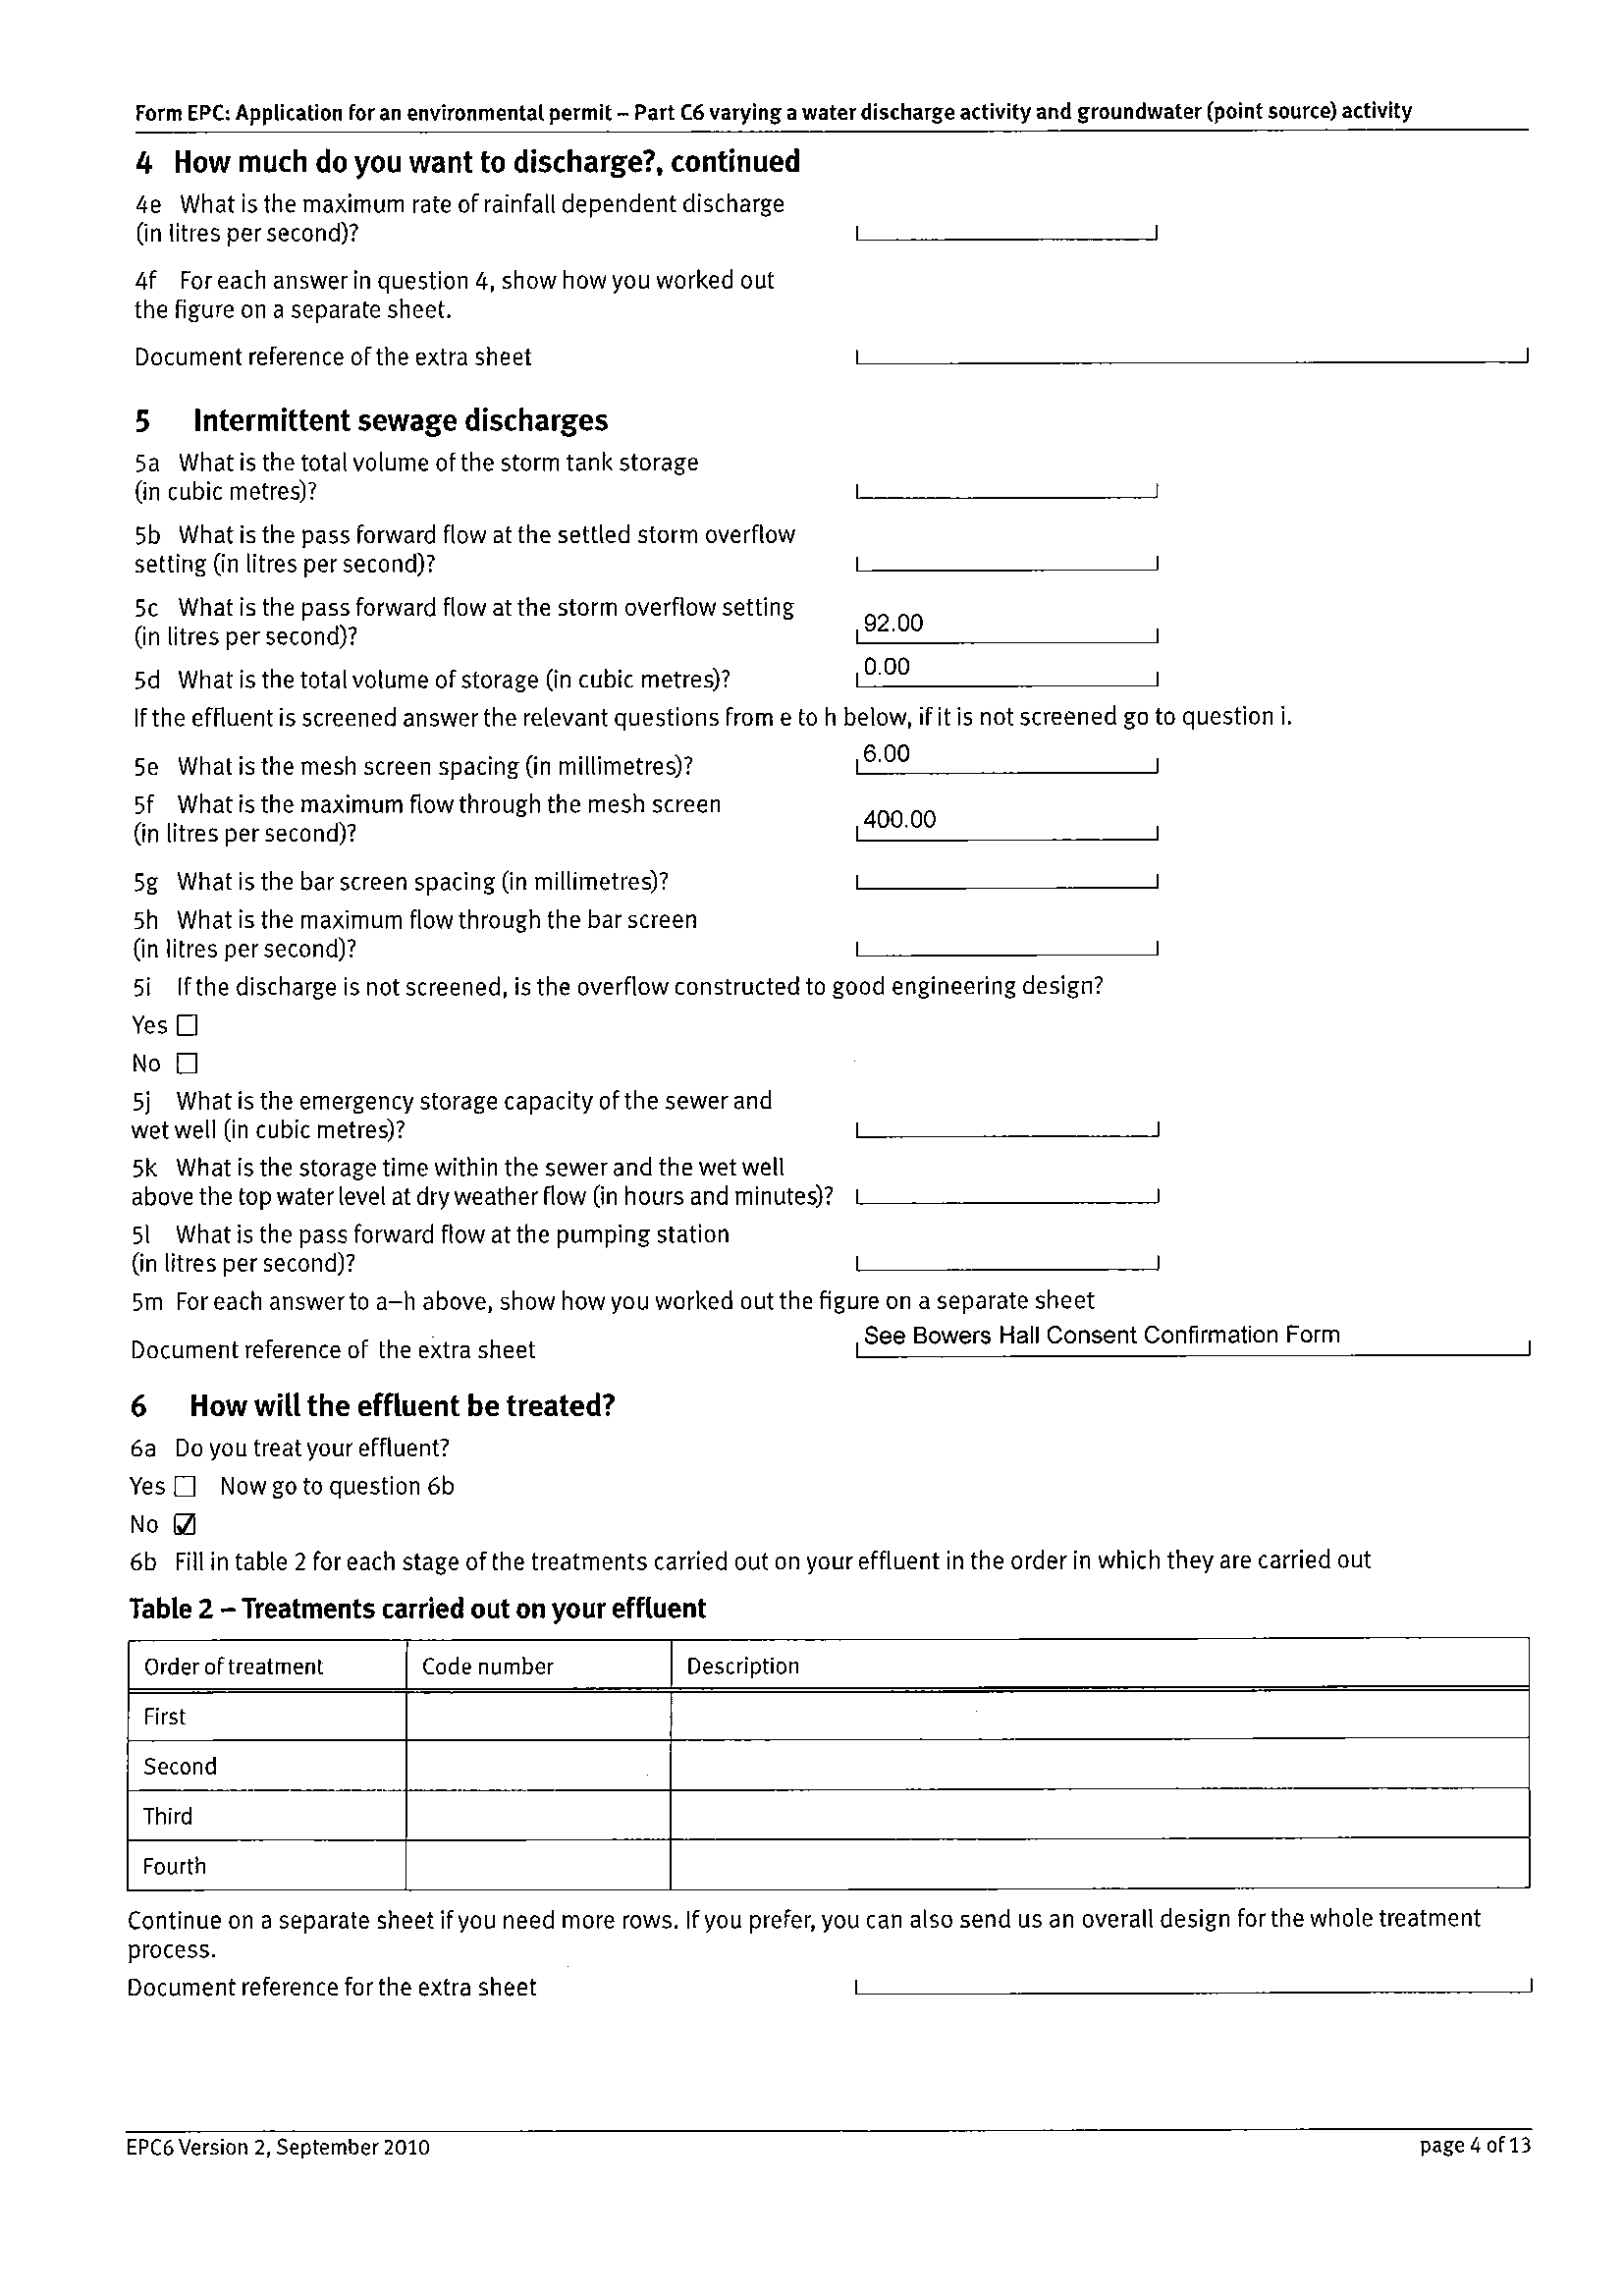 Form EPC: Application for an environmental permit – Part C6 varying a water discharge activity and groundwater (point source) activity
4 How much do you want to discharge?, continued
4e What is the maximum rate of rainfall dependent discharge
(in litres per second)?
4f For each answer in question 4, show how you worked out
the figure on a separate sheet.
Document reference of the extra sheet
5 Intermittent sewage discharges
5a What is the total volume of the storm tank storage
(in cubic metres)?
5b What is the pass forward flow at the settled storm overflow
setting (in litres per second)?
5c What is the pass forward flow at the storm overflow setting
(in litres per second)? 92.00
5d What is the total volume of storage (in cubic metres)? 0.00
If the effluent is screened answer the relevant questions from e to h below, if it is not screened go to question i.
5e What is the mesh screen spacing (in millimetres)? 6.00
5f What is the maximum flow through the mesh screen
(in litres per second)? 400.00
5g What is the bar screen spacing (in millimetres)?
5h What is the maximum flow through the bar screen
(in litres per second)?
5i If the discharge is not screened, is the overflow constructed to good engineering design?
Yes ☐
No ☐
5j What is the emergency storage capacity of the sewer and
wet well (in cubic metres)?
5k What is the storage time within the sewer and the wet well
above the top water level at dry weather flow (in hours and minutes)?
5l What is the pass forward flow at the pumping station
(in litres per second)?
5m For each answer to a–h above, show how you worked out the figure on a separate sheet
Document reference of the extra sheet See Bowers Hall Consent Confirmation Form
6 How will the effluent be treated?
6a Do you treat your effluent?
Yes ☐ Now go to question 6b
No ☑
6b Fill in table 2 for each stage of the treatments carried out on your effluent in the order in which they are carried out
Table 2 – Treatments carried out on your effluent
Order of treatment Code number Description
First
Second
Third
Fourth
Continue on a separate sheet if you need more rows. If you prefer, you can also send us an overall design for the whole treatment
process.
Document reference for the extra sheet
EPC6 Version 2, September 2010 page 4 of 13